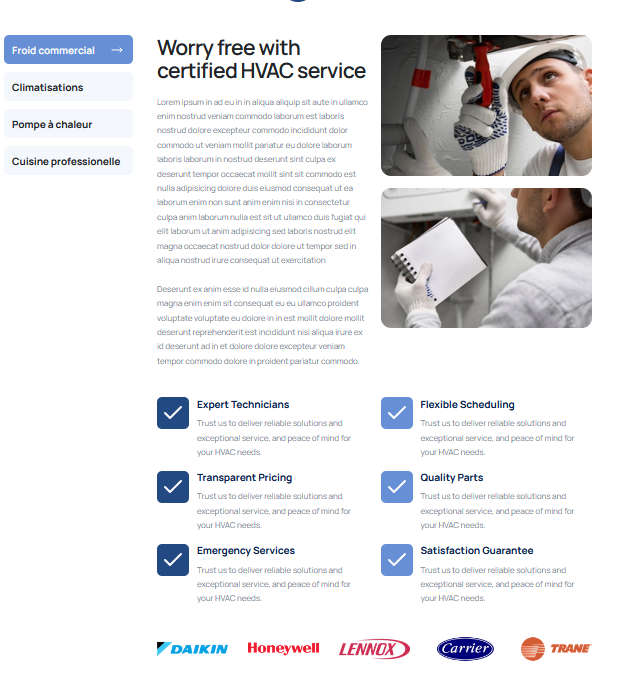 Froid commercial
Climatisations
Pompe à chaleur
Cuisine professionelle
Worry free with
certified HVAC service
Lorem ipsum in ad eu in in aliqua aliquip sit aute in ullamco
enim nostrud veniam commodo laborum est laboris
nostrud dolore excepteur commodo incididunt dolor
commodo ut veniam mollit pariatur eu dolore laborum
laboris laborum in nostrud deserunt sint culpa ex
deserunt tempor occaecat mollit sint sit commodo est
nulla adipisicing dolore duis eiusmod consequat ut ea
laborum enim non sunt anim enim nisi in consectetur
culpa anim laborum nulla est sit ut ullamco duis fugiat qui
elit laborum ut anim adipisicing sed laboris nostrud elit
magna occaecat nostrud dolor dolore ut tempor sed in
aliqua nostrud irure consequat ut exercitation
Deserunt ex anim esse id nulla eiusmod cillum culpa culpa
magna enim enim sit consequat eu eu ullamco proident
voluptate voluptate eu dolore in in est mollit dolore mollit
deserunt reprehenderit est incididunt nisi aliqua irure ex
id deserunt ad in et dolore dolore excepteur veniam
tempor commodo dolore in proident pariatur commodo.
Expert Technicians
Trust us to deliver reliable solutions and
exceptional service, and peace of mind for
your HVAC needs.
Flexible Scheduling
Trust us to deliver reliable solutions and
exceptional service, and peace of mind for
your HVAC needs.
Transparent Pricing
Trust us to deliver reliable solutions and
exceptional service, and peace of mind for
your HVAC needs.
Quality Parts
Trust us to deliver reliable solutions and
exceptional service, and peace of mind for
your HVAC needs.
Emergency Services
Trust us to deliver reliable solutions and
exceptional service, and peace of mind for
your HVAC needs.
Satisfaction Guarantee
Trust us to deliver reliable solutions and
exceptional service, and peace of mind for
your HVAC needs.
DAIKIN Honeywell LENNOX Carrier TRANE